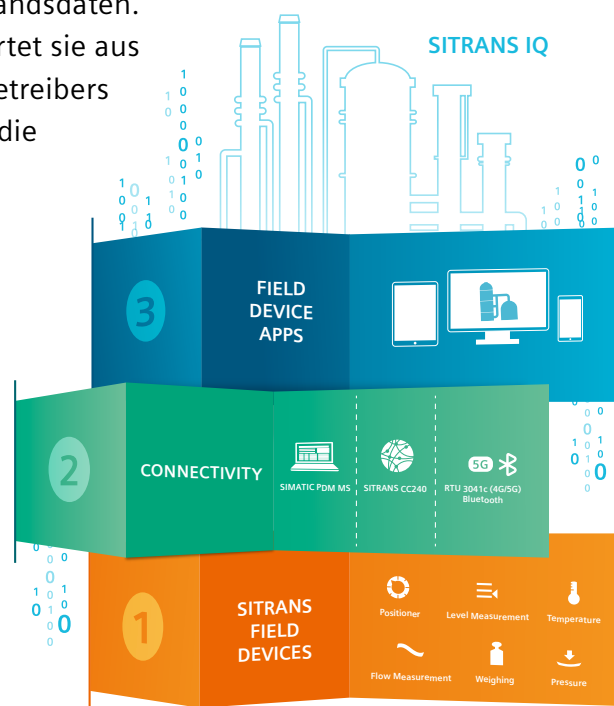 andsdaten.
rtet sie aus
etreibers
die
SITRANS IQ
3
FIELD
DEVICE
APPS
2
CONNECTIVITY
SIMATIC PDM MS
SITRANS CC240
5G
RTU 3041c (4G/5G)
Bluetooth
1
SITRANS
FIELD
DEVICES
Positioner
Level Measurement
Temperature
Flow Measurement
Weighing
Pressure